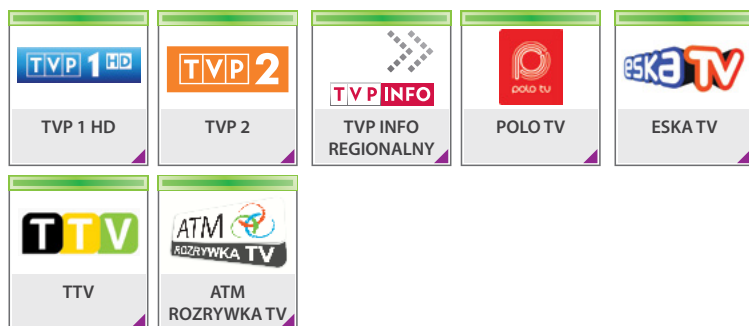 TVP 1 HD
TVP 2
TVP INFO
polo tv
eska TV
TVP 1 HD
TVP 2
TVP INFO
REGIONALNY
POLO TV
ESKA TV
TTV
ATM
ROZRYWKA TV
TTV
ATM
ROZRYWKA TV